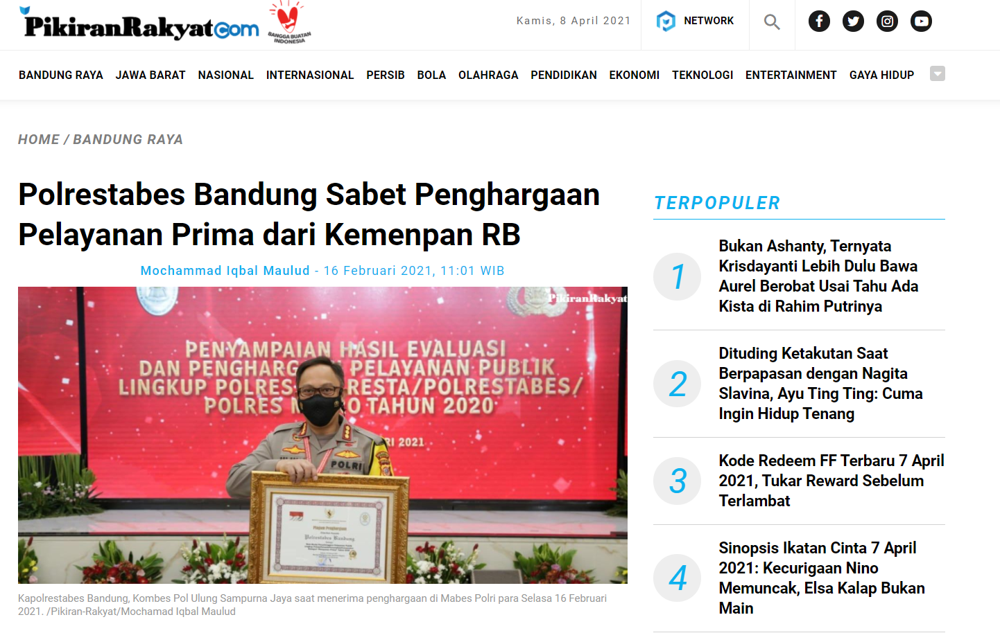 PikiranRakyatcom
BANGGA BUATAN
INDONESIA
Kamis, 8 April 2021
NETWORK
BANDUNG RAYA JAWA BARAT NASIONAL INTERNASIONAL PERSIB BOLA OLAHRAGA PENDIDIKAN EKONOMI TEKNOLOGI ENTERTAINMENT GAYA HIDUP
HOME / BANDUNG RAYA
Polrestabes Bandung Sabet Penghargaan
Pelayanan Prima dari Kemenpan RB
Mochammad Iqbal Maulud - 16 Februari 2021, 11:01 WIB
PikiranRakyat
PENYAMPAIAN HASIL EVALUASI
DAN PENGHARG PELAYANAN PUBLIK
LINGKUP POLRES RESTA/POLRESTABES/
POLRES M O TAHUN 2020
RI 2021
POLRI
Piagam Penghargaan
Polrestabes Bandung
Kapolrestabes Bandung, Kombes Pol Ulung Sampurna Jaya saat menerima penghargaan di Mabes Polri para Selasa 16 Februari
2021. /Pikiran-Rakyat/Mochamad Iqbal Maulud
TERPOPULER
1
Bukan Ashanty, Ternyata
Krisdayanti Lebih Dulu Bawa
Aurel Berobat Usai Tahu Ada
Kista di Rahim Putrinya
2
Dituding Ketakutan Saat
Berpapasan dengan Nagita
Slavina, Ayu Ting Ting: Cuma
Ingin Hidup Tenang
3
Kode Redeem FF Terbaru 7 April
2021, Tukar Reward Sebelum
Terlambat
4
Sinopsis Ikatan Cinta 7 April
2021: Kecurigaan Nino
Memuncak, Elsa Kalap Bukan
Main